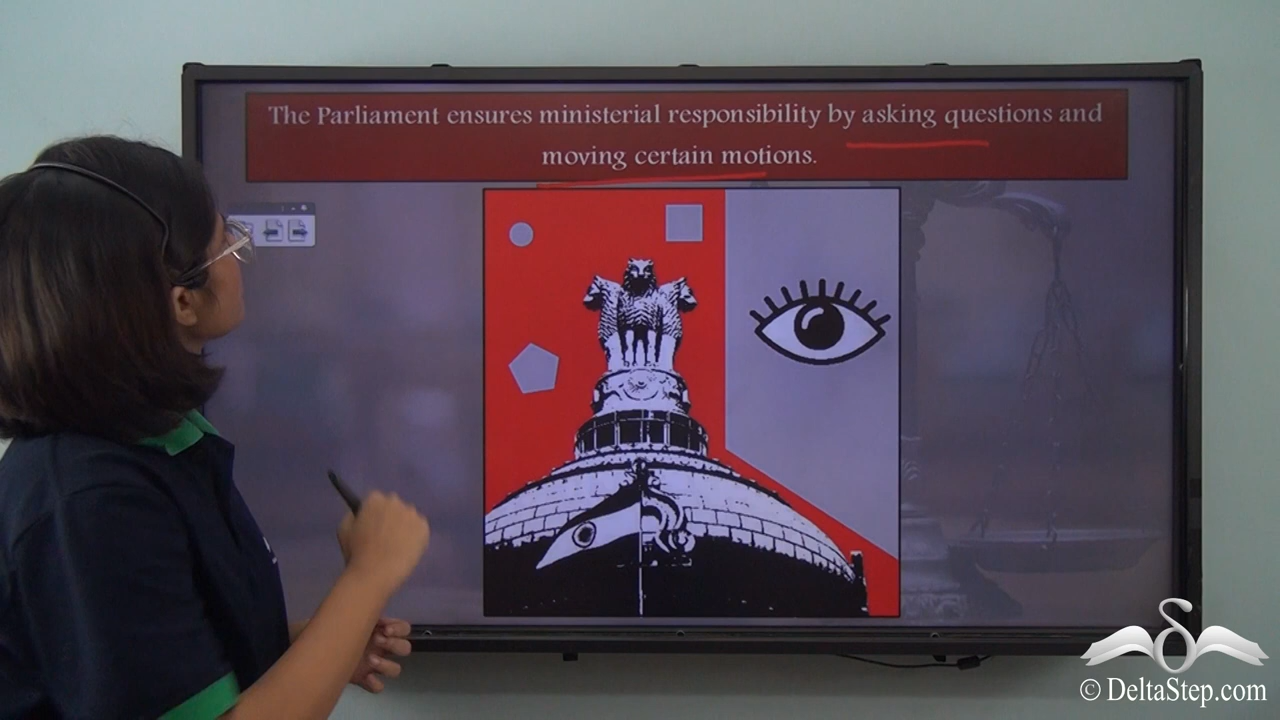 The Parliament ensures ministerial responsibility by asking questions and
moving certain motions.
© DeltaStep.com